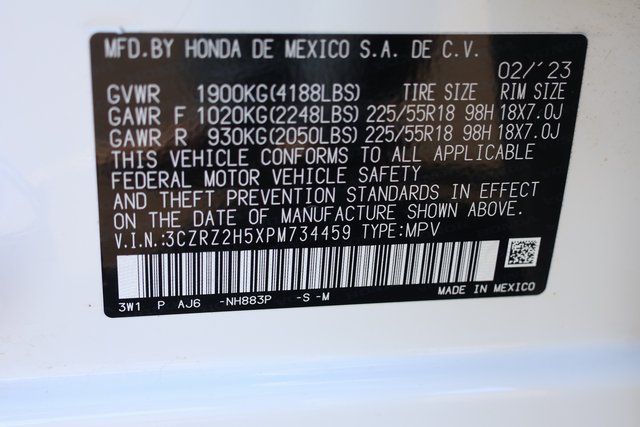 MFD. BY HONDA DE MEXICO S.A. DE C.V.
02/'23
GVWR 1900KG(4188LBS) TIRE SIZE RIM SIZE
GAWR F 1020KG(2248LBS) 225/55R18 98H 18X7.0J
GAWR R 930KG(2050LBS) 225/55R18 98H 18X7.0J
THIS VEHICLE CONFORMS TO ALL APPLICABLE
FEDERAL MOTOR VEHICLE SAFETY
AND THEFT PREVENTION STANDARDS IN EFFECT
ON THE DATE OF MANUFACTURE SHOWN ABOVE.
V.I.N.:3CZRZ2H5XPM734459 TYPE:MPV
3W1 P AJ6 -NH883P -S -M
MADE IN MEXICO